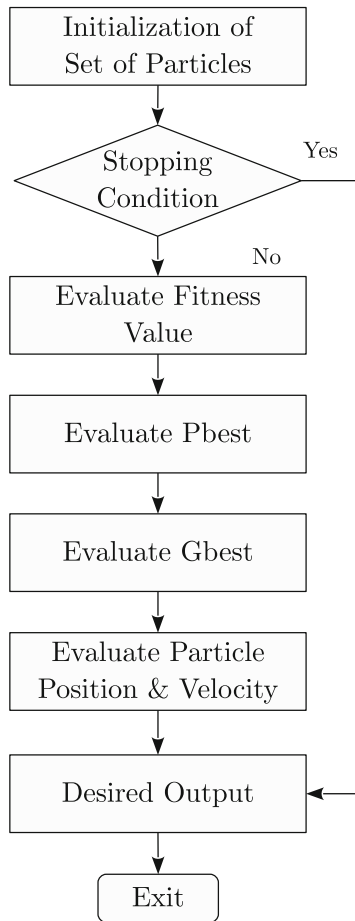 Initialization of
Set of Particles
Stopping
Condition
Yes
No
Evaluate Fitness
Value
Evaluate Pbest
Evaluate Gbest
Evaluate Particle
Position & Velocity
Desired Output
Exit